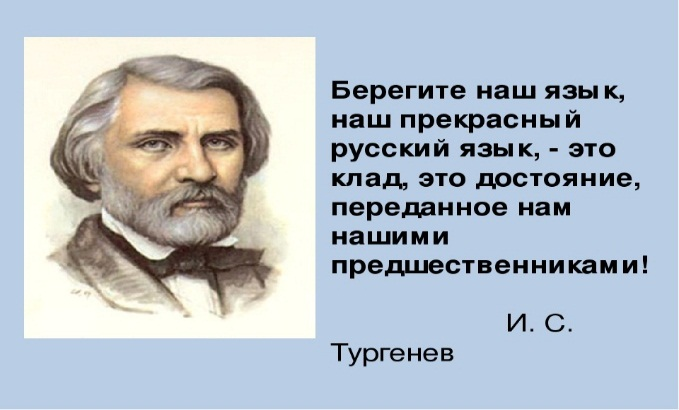 Берегите наш язык,
наш прекрасный
русский язык, - это
клад, это достояние,
переданное нам
нашими
предшественниками!
И. С.
Тургенев